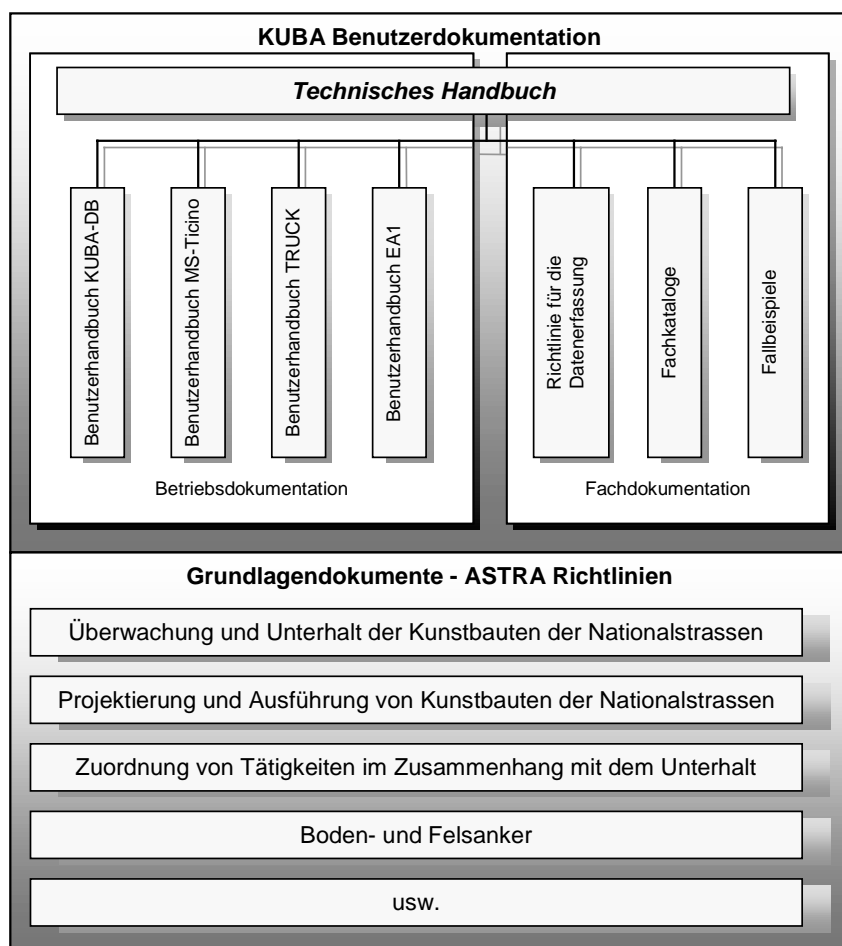 KUBA Benutzerdokumentation
Technisches Handbuch
Benutzerhandbuch KUBA-DB
Benutzerhandbuch MS-Ticino
Benutzerhandbuch TRUCK
Benutzerhandbuch EA1
Richtlinie für die
Datenerfassung
Fachkataloge
Fallbeispiele
Betriebsdokumentation
Fachdokumentation
Grundlagendokumente - ASTRA Richtlinien
Überwachung und Unterhalt der Kunstbauten der Nationalstrassen
Projektierung und Ausführung von Kunstbauten der Nationalstrassen
Zuordnung von Tätigkeiten im Zusammenhang mit dem Unterhalt
Boden- und Felsanker
usw.